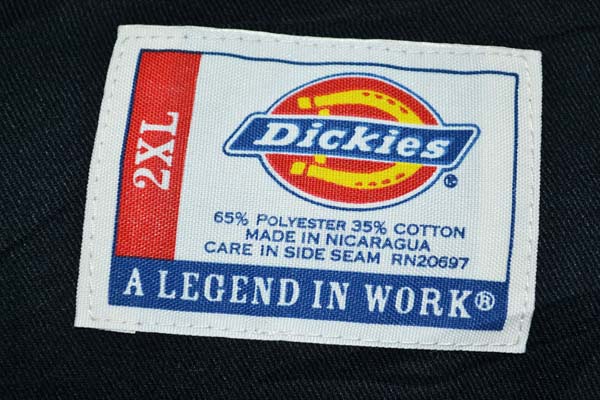 2XL
Dickies®
65% POLYESTER 35% COTTON
MADE IN NICARAGUA
CARE IN SIDE SEAM RN20697
A LEGEND IN WORK®